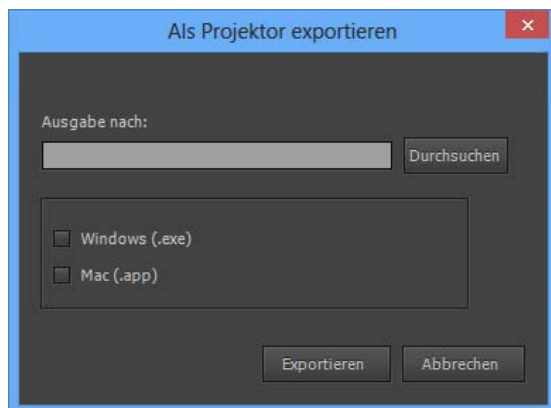 Als Projektor exportieren
Ausgabe nach:
Durchsuchen
Windows (.exe)
Mac (.app)
Exportieren Abbrechen